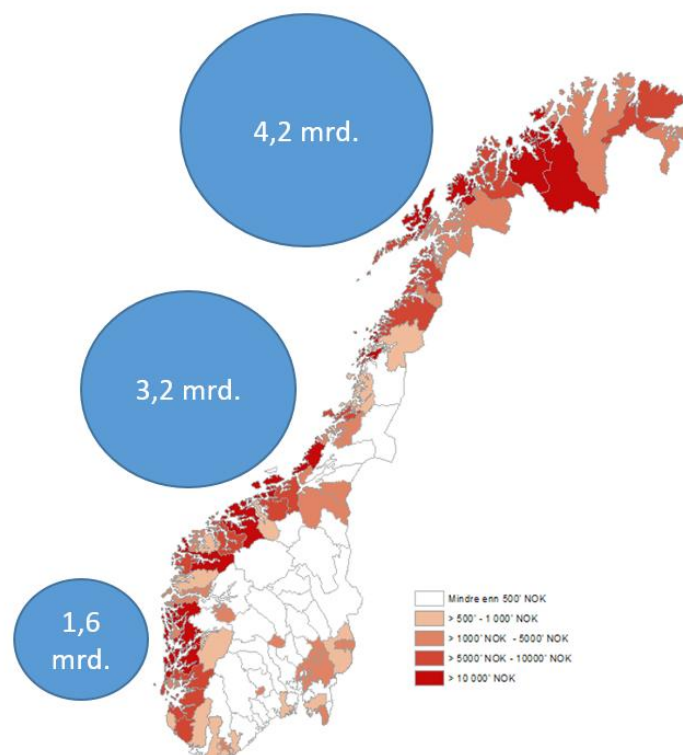 4,2 mrd.
3,2 mrd.
1,6
mrd.
Mindre enn 500' NOK
> 500' - 1 000' NOK
> 1000' NOK - 5000' NOK
> 5000' NOK - 10000' NOK
> 10 000' NOK